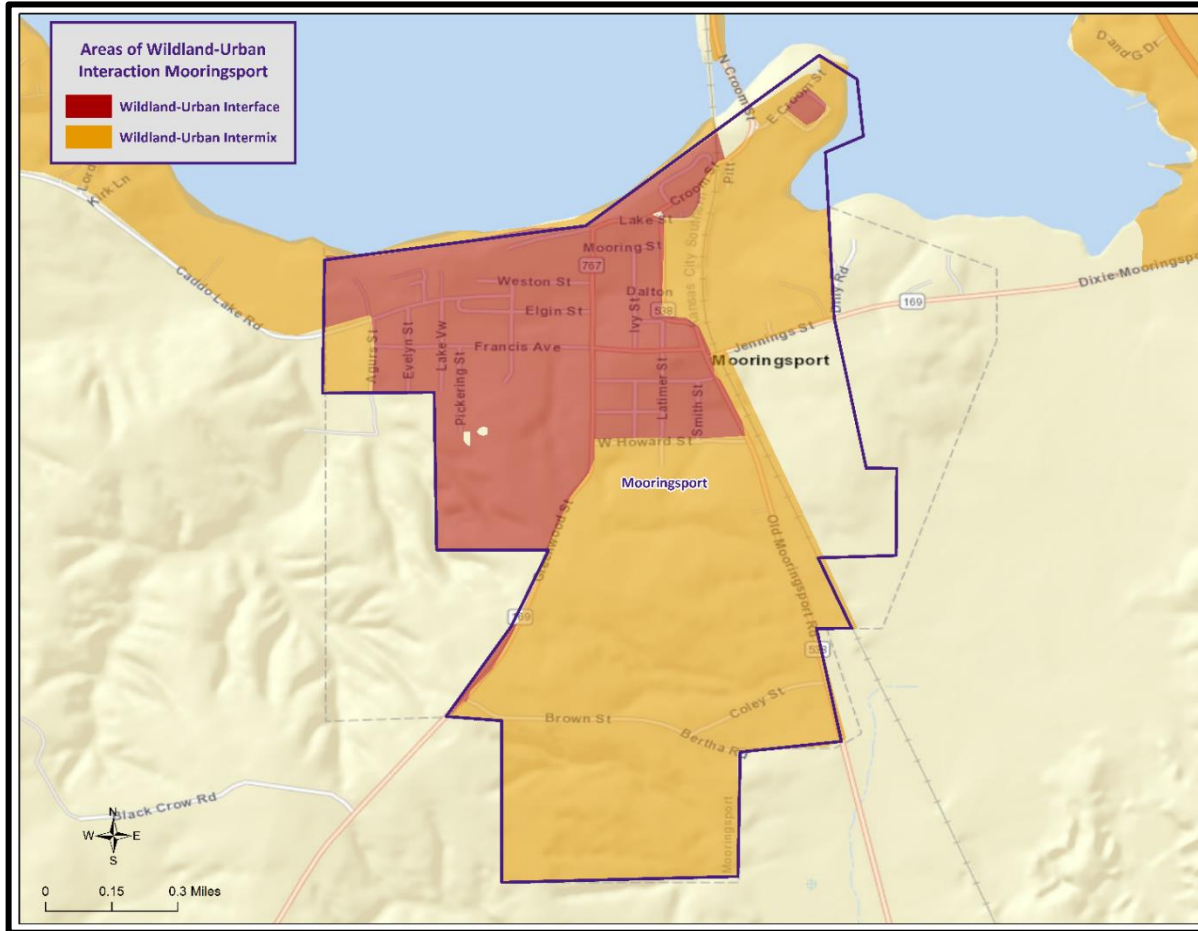 Areas of Wildland-Urban
Interaction Mooringsport
Wildland-Urban Interface
Wildland-Urban Intermix
D and G Dr
N Croom St
E Croom St
Kirk Ln
Pitt
Croom St
Lake St
Mooring St
767
Weston St
Dalton
Caddo Lake Rd
Elgin St
Ivy St
538
169
Dixie-Mooringspo
Agurs St
Evelyn St
Lake Vw
Francis Ave
Jennings St
Mooringsport
Pickering St
Latimer St
Smith St
W Howard St
Mooringsport
Greenwood St
Old Mooringsport Rd
169
538
Brown St
Coley St
Bertha Rd
Black Crow Rd
Mooringsport
N
W E
S
0 0.15 0.3 Miles